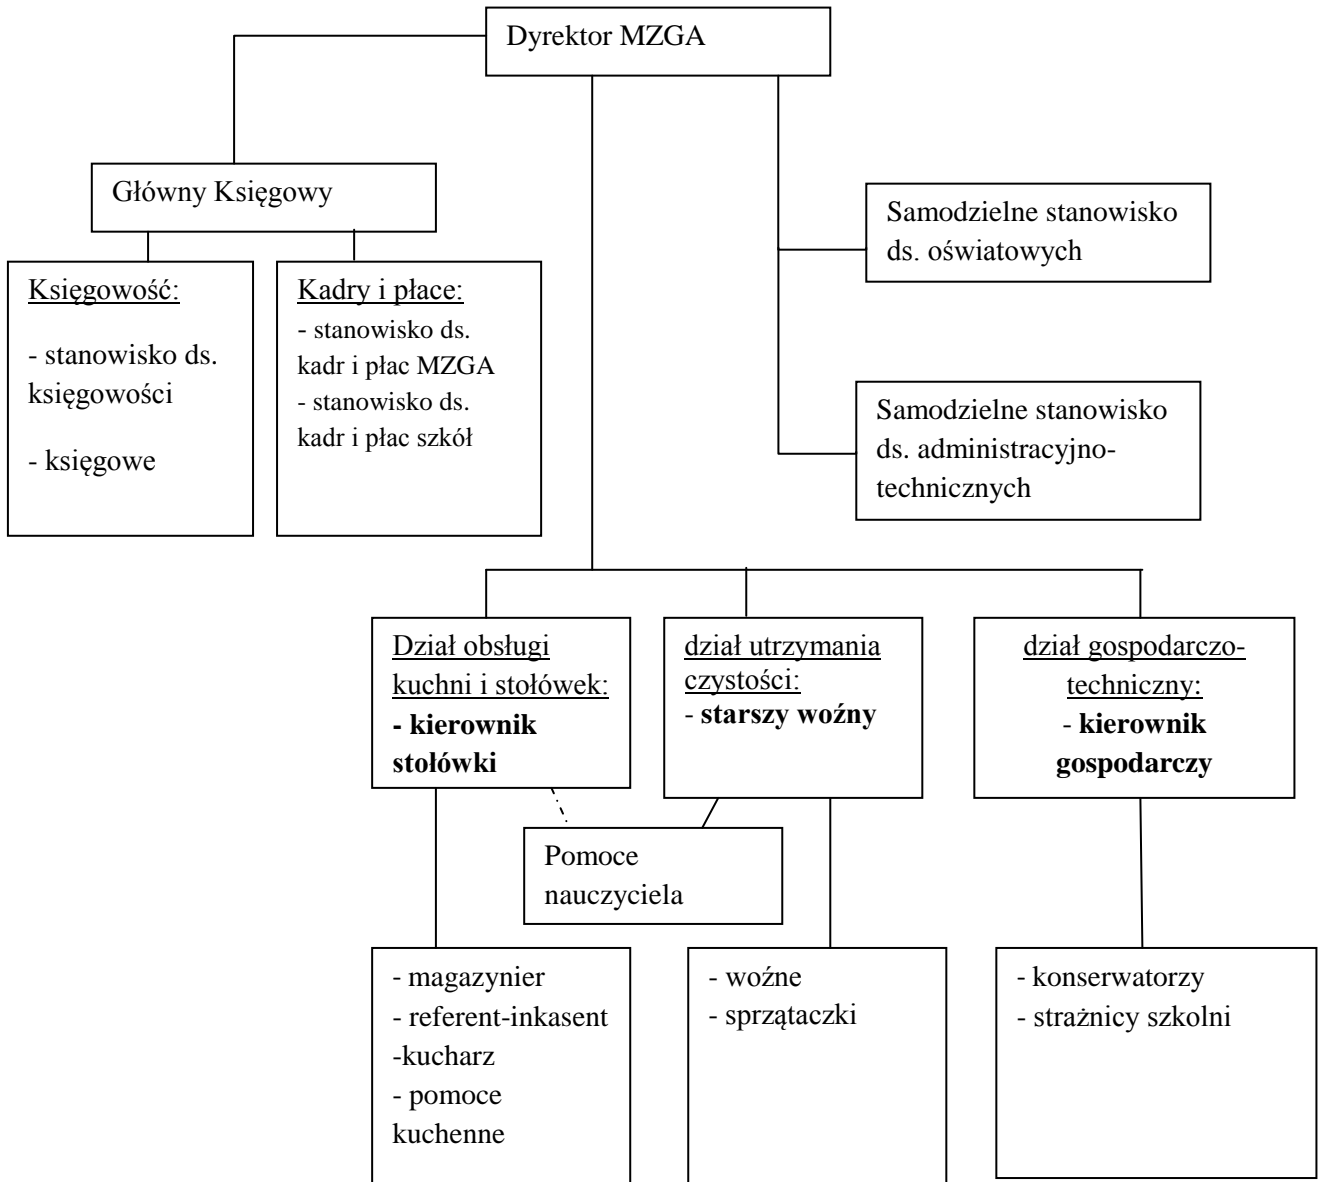 Dyrektor MZGA
Główny Księgowy
Samodzielne stanowisko
ds. oświatowych
Księgowość:
- stanowisko ds.
księgowości
- księgowe
Kadry i płace:
- stanowisko ds.
kadr i płac MZGA
- stanowisko ds.
kadr i płac szkół
Samodzielne stanowisko
ds. administracyjno-
technicznych
Dział obsługi
kuchni i stołówek:
- kierownik
stołówki
dział utrzymania
czystości:
- starszy woźny
dział gospodarczo-
techniczny:
- kierownik
gospodarczy
Pomoce
nauczyciela
- magazynier
- referent-inkasent
-kucharz
- pomoce
kuchenne
- woźne
- sprzątaczki
- konserwatorzy
- strażnicy szkolni